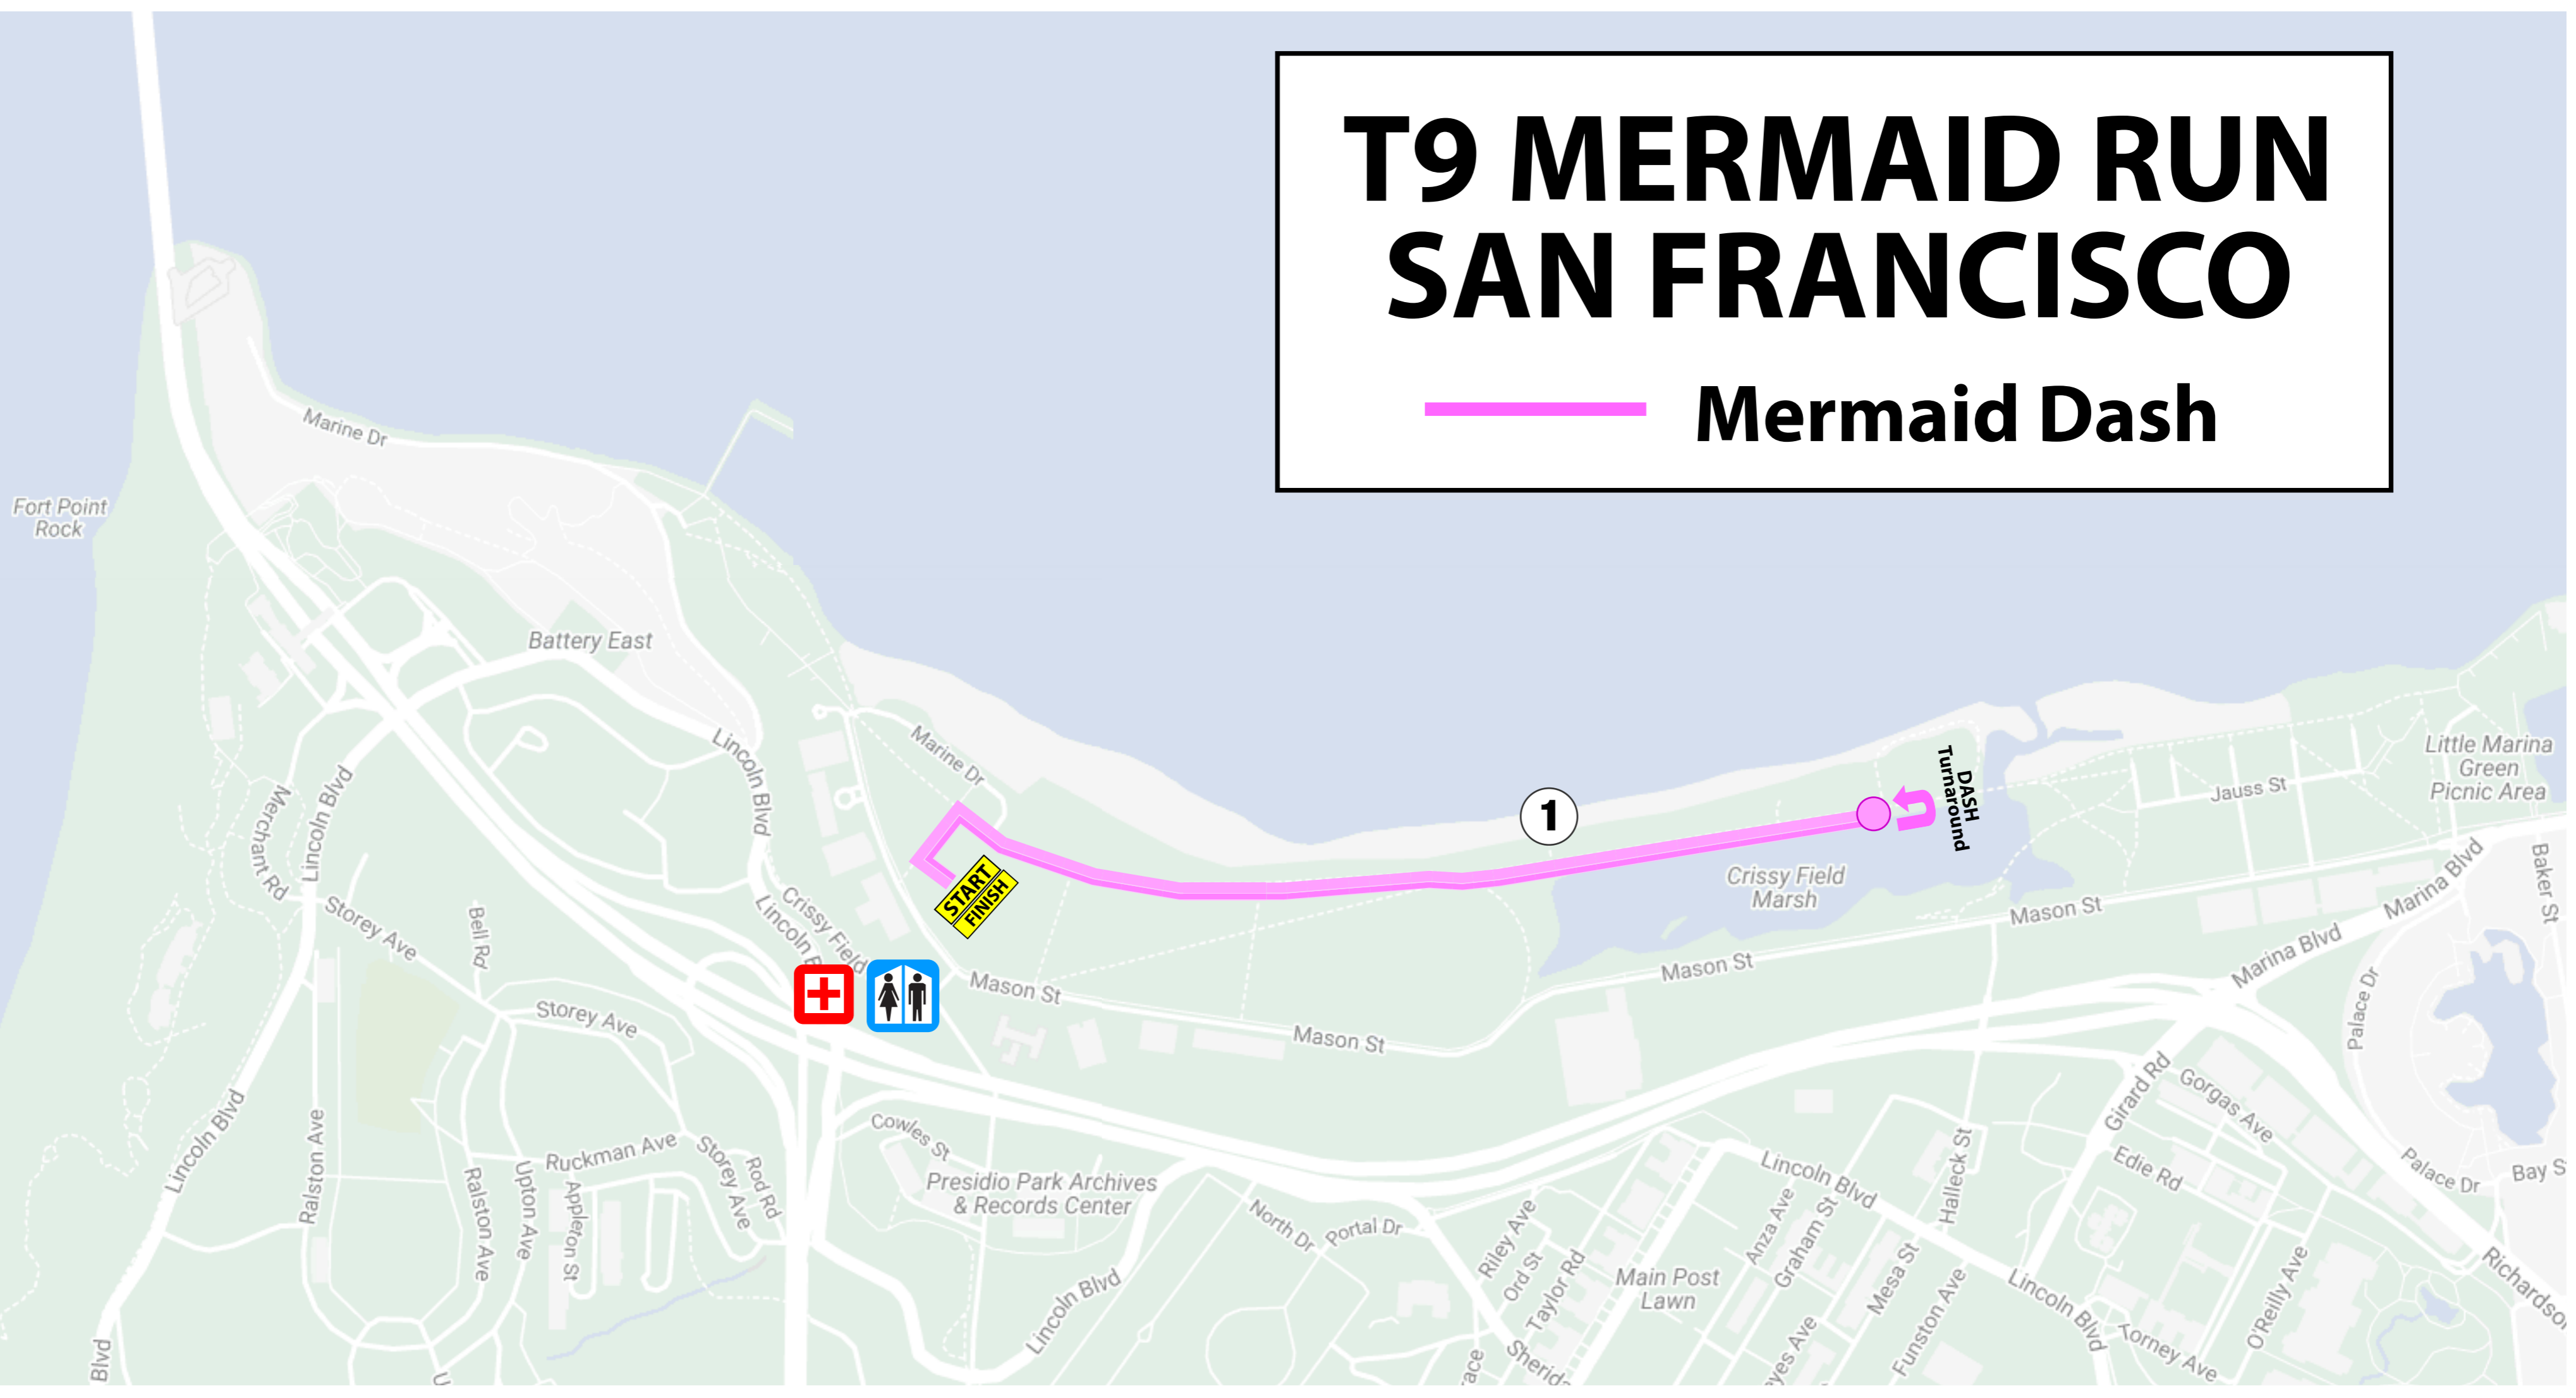 T9 MERMAID RUN
SAN FRANCISCO
Mermaid Dash
Marine Dr
Fort Point
Rock
Battery East
Lincoln Blvd
Marine Dr
Merchant Rd
Lincoln Blvd
START
FINISH
1
DASH
Turnaround
Little Marina
Green
Picnic Area
Jauss St
Crissy Field
Marsh
Marina Blvd
Baker St
Storey Ave
Bell Rd
Crissy Field
Lincoln B
Mason St
Mason St
Mason St
Mason St
Marina Blvd
Palace Dr
Storey Ave
Lincoln Blvd
Ralston Ave
Ruckman Ave
Storey Ave
Rod Rd
Ralston Ave
Upton Ave
Appleton St
Cowles St
Presidio Park Archives
& Records Center
North Dr
Portal Dr
Lincoln Blvd
Riley Ave
Ord St
Taylor Rd
Main Post
Lawn
Anza Ave
Graham St
Mesa St
Funston Ave
Lincoln Blvd
Halleck St
Girard Rd
Gorgas Ave
Edie Rd
Palace Dr
Bay S
Lincoln Blvd
Torney Ave
O'Reilly Ave
Richardso
Blvd
U
race
Sherid
yes Ave